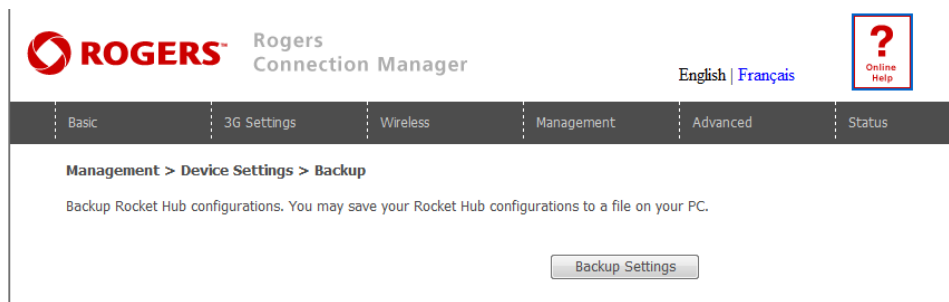 ROGERS™
Rogers
Connection Manager
English | Français
?
Online
Help
Basic
3G Settings
Wireless
Management
Advanced
Status
Management > Device Settings > Backup
Backup Rocket Hub configurations. You may save your Rocket Hub configurations to a file on your PC.
Backup Settings